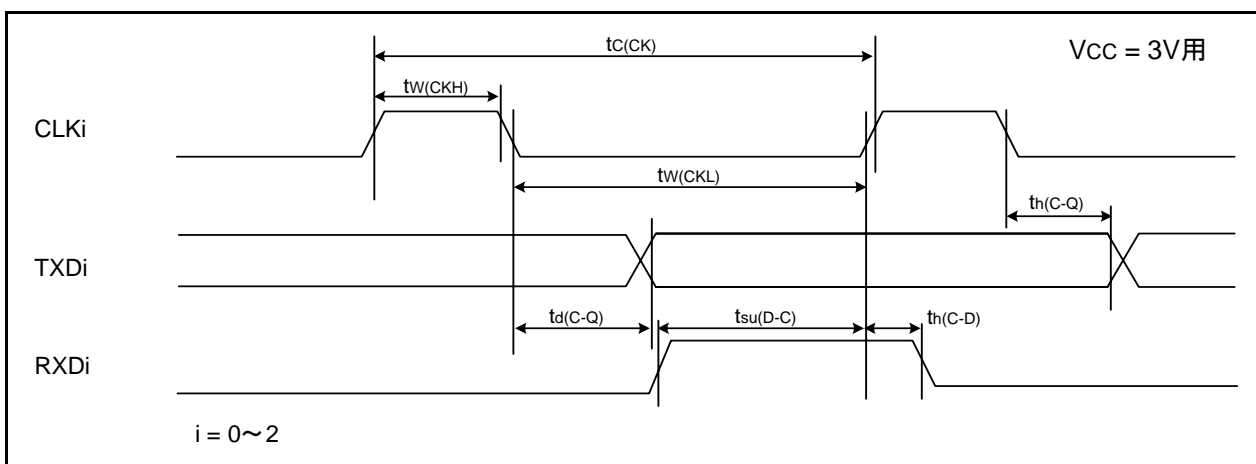 tC(CK)
VCC = 3V用
tW(CKH)
CLKi
tW(CKL)
th(C-Q)
TXDi
td(C-Q)
tsu(D-C)
th(C-D)
RXDi
i = 0～2